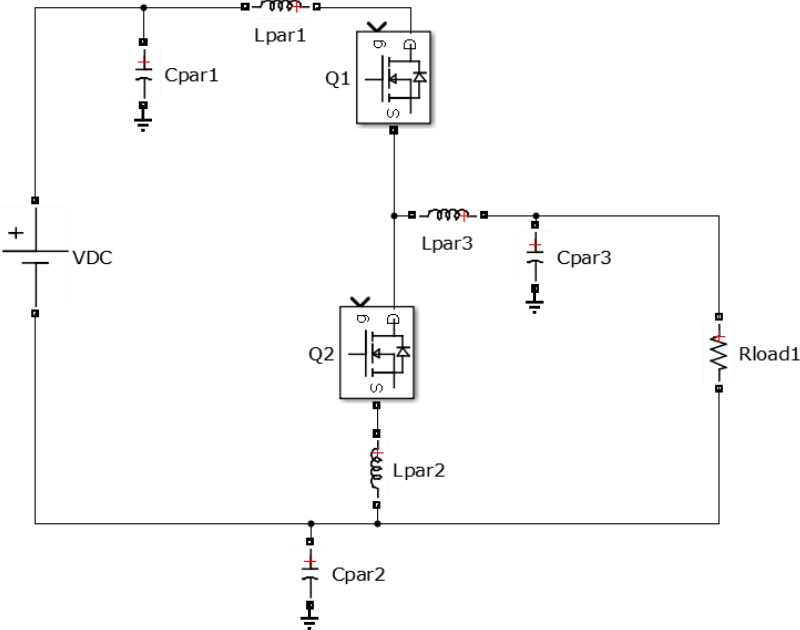 Lpar1
g
D
Cpar1
Q1
S
+
VDC
Lpar3
Cpar3
g
D
Q2
S
Rload1
Lpar2
Cpar2